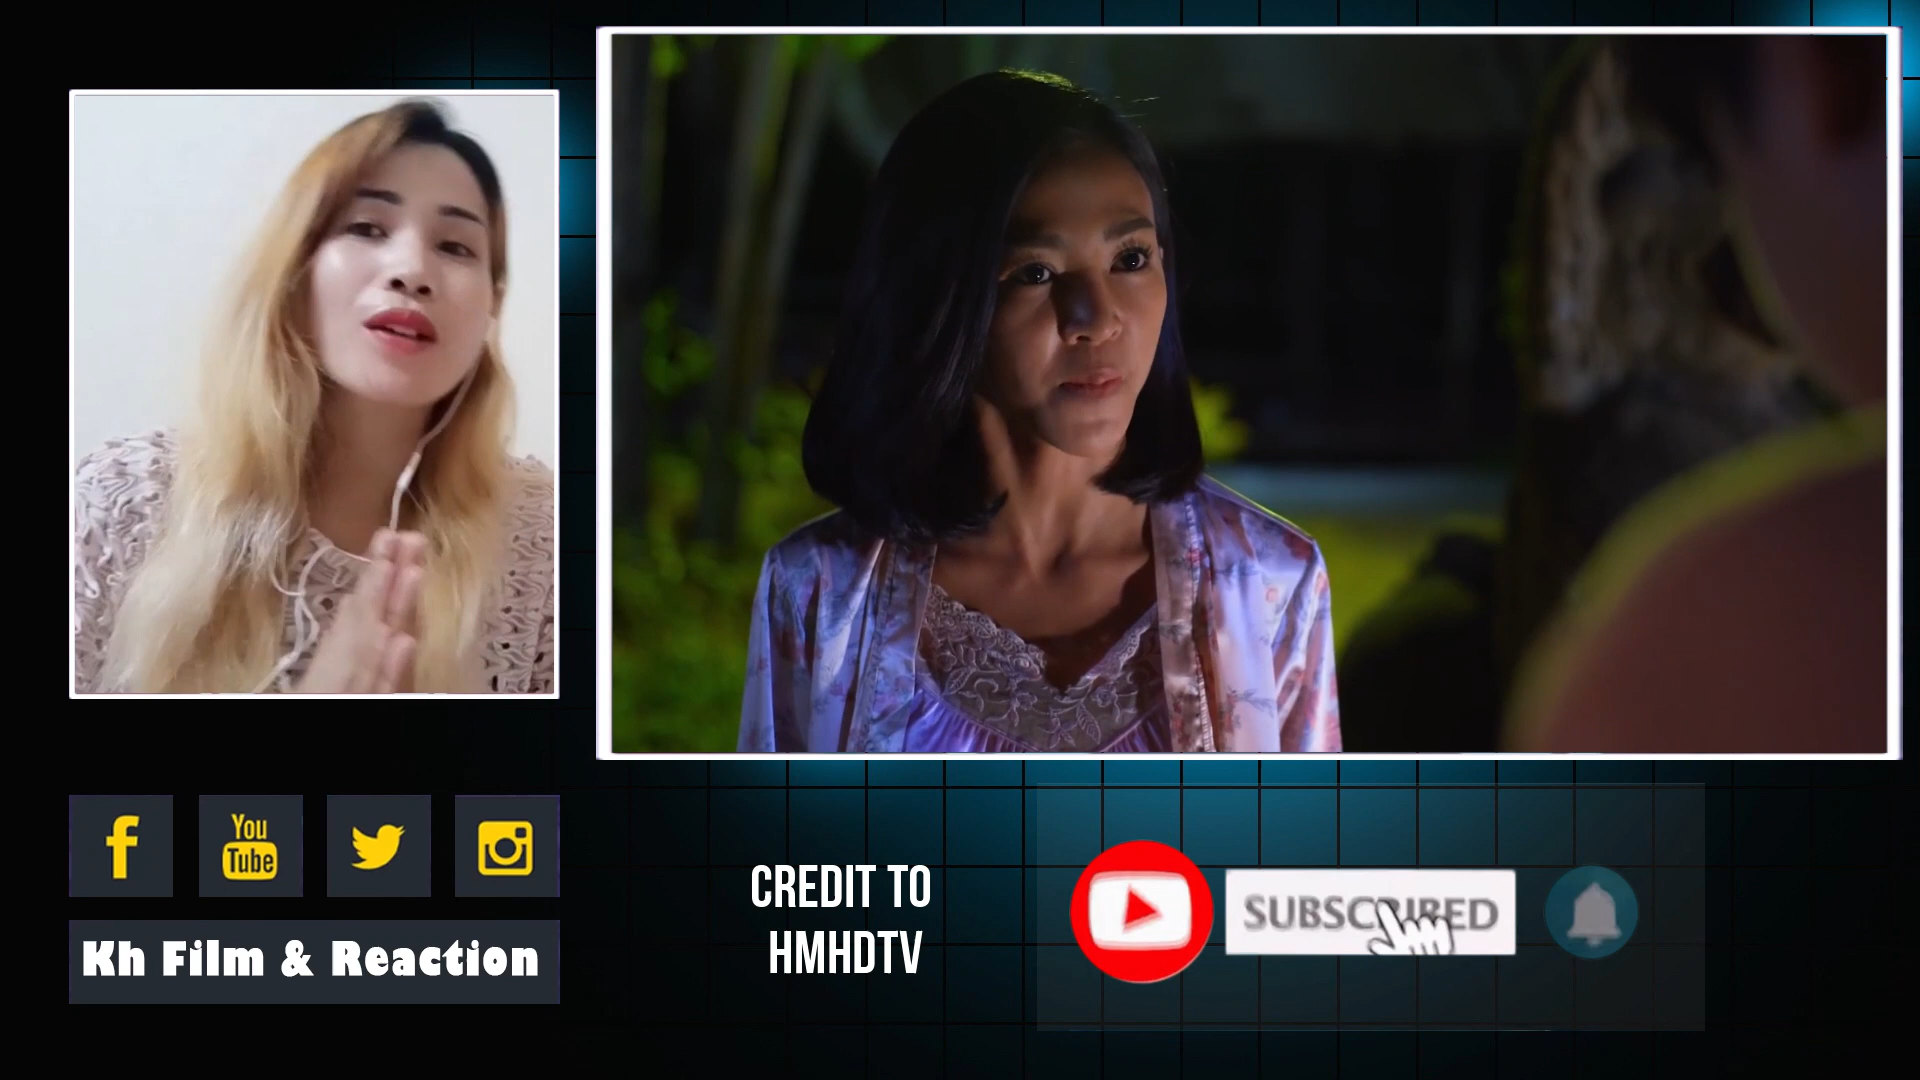 f
You
Tube
Kh Film & Reaction
CREDIT TO
HMHDTV
SUBSCRIBED